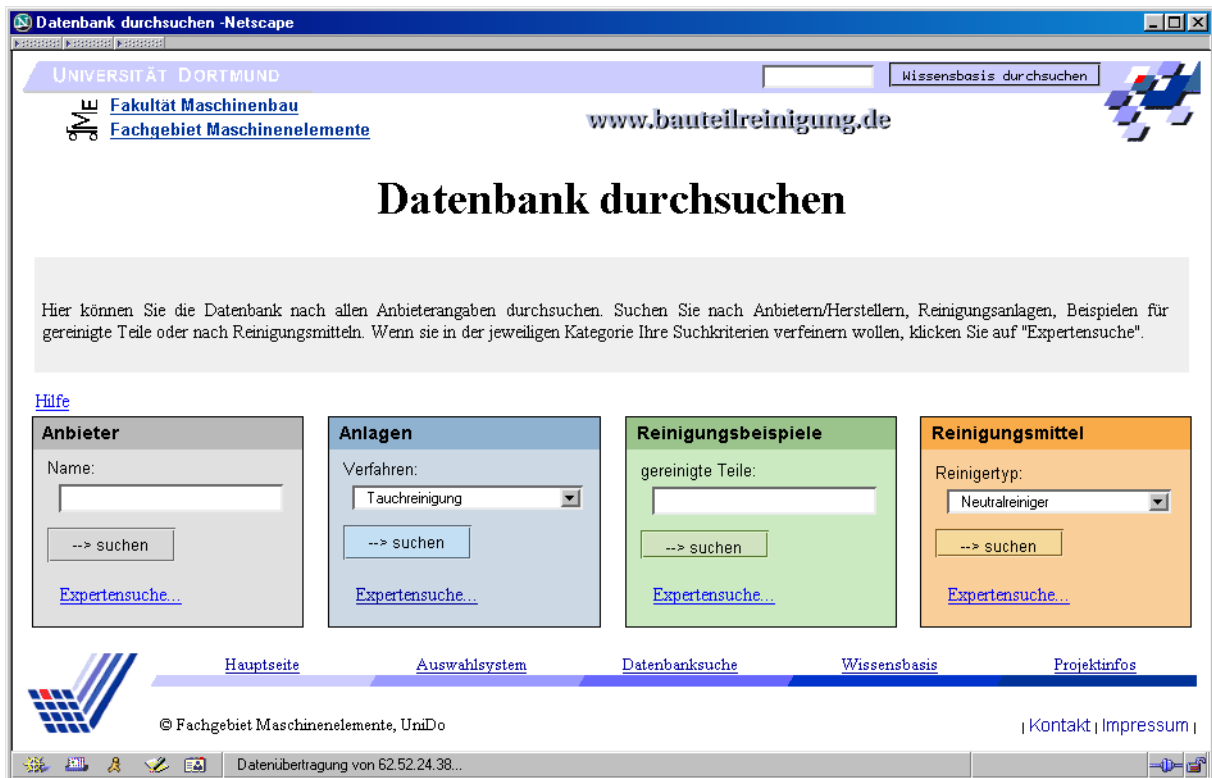 Datenbank durchsuchen -Netscape
UNIVERSITÄT DORTMUND
Wissensbasis durchsuchen
Fakultät Maschinenbau
Fachgebiet Maschinenelemente
www.bauteilreinigung.de
Datenbank durchsuchen
Hier können Sie die Datenbank nach allen Anbieterangaben durchsuchen. Suchen Sie nach Anbietern/Herstellern, Reinigungsanlagen, Beispielen für
gereinigte Teile oder nach Reinigungsmitteln. Wenn sie in der jeweiligen Kategorie Ihre Suchkriterien verfeinern wollen, klicken Sie auf "Expertensuche".
Hilfe
Anbieter
Name:
--> suchen
Expertensuche...
Anlagen
Verfahren:
Tauchreinigung
--> suchen
Expertensuche...
Reinigungsbeispiele
gereinigte Teile:
--> suchen
Expertensuche...
Reinigungsmittel
Reinigertyp:
Neutralreiniger
--> suchen
Expertensuche...
Hauptseite Auswahlsystem Datenbanksuche Wissensbasis Projektinfos
© Fachgebiet Maschinenelemente, UniDo
| Kontakt | Impressum |
Datenübertragung von 62.52.24.38...